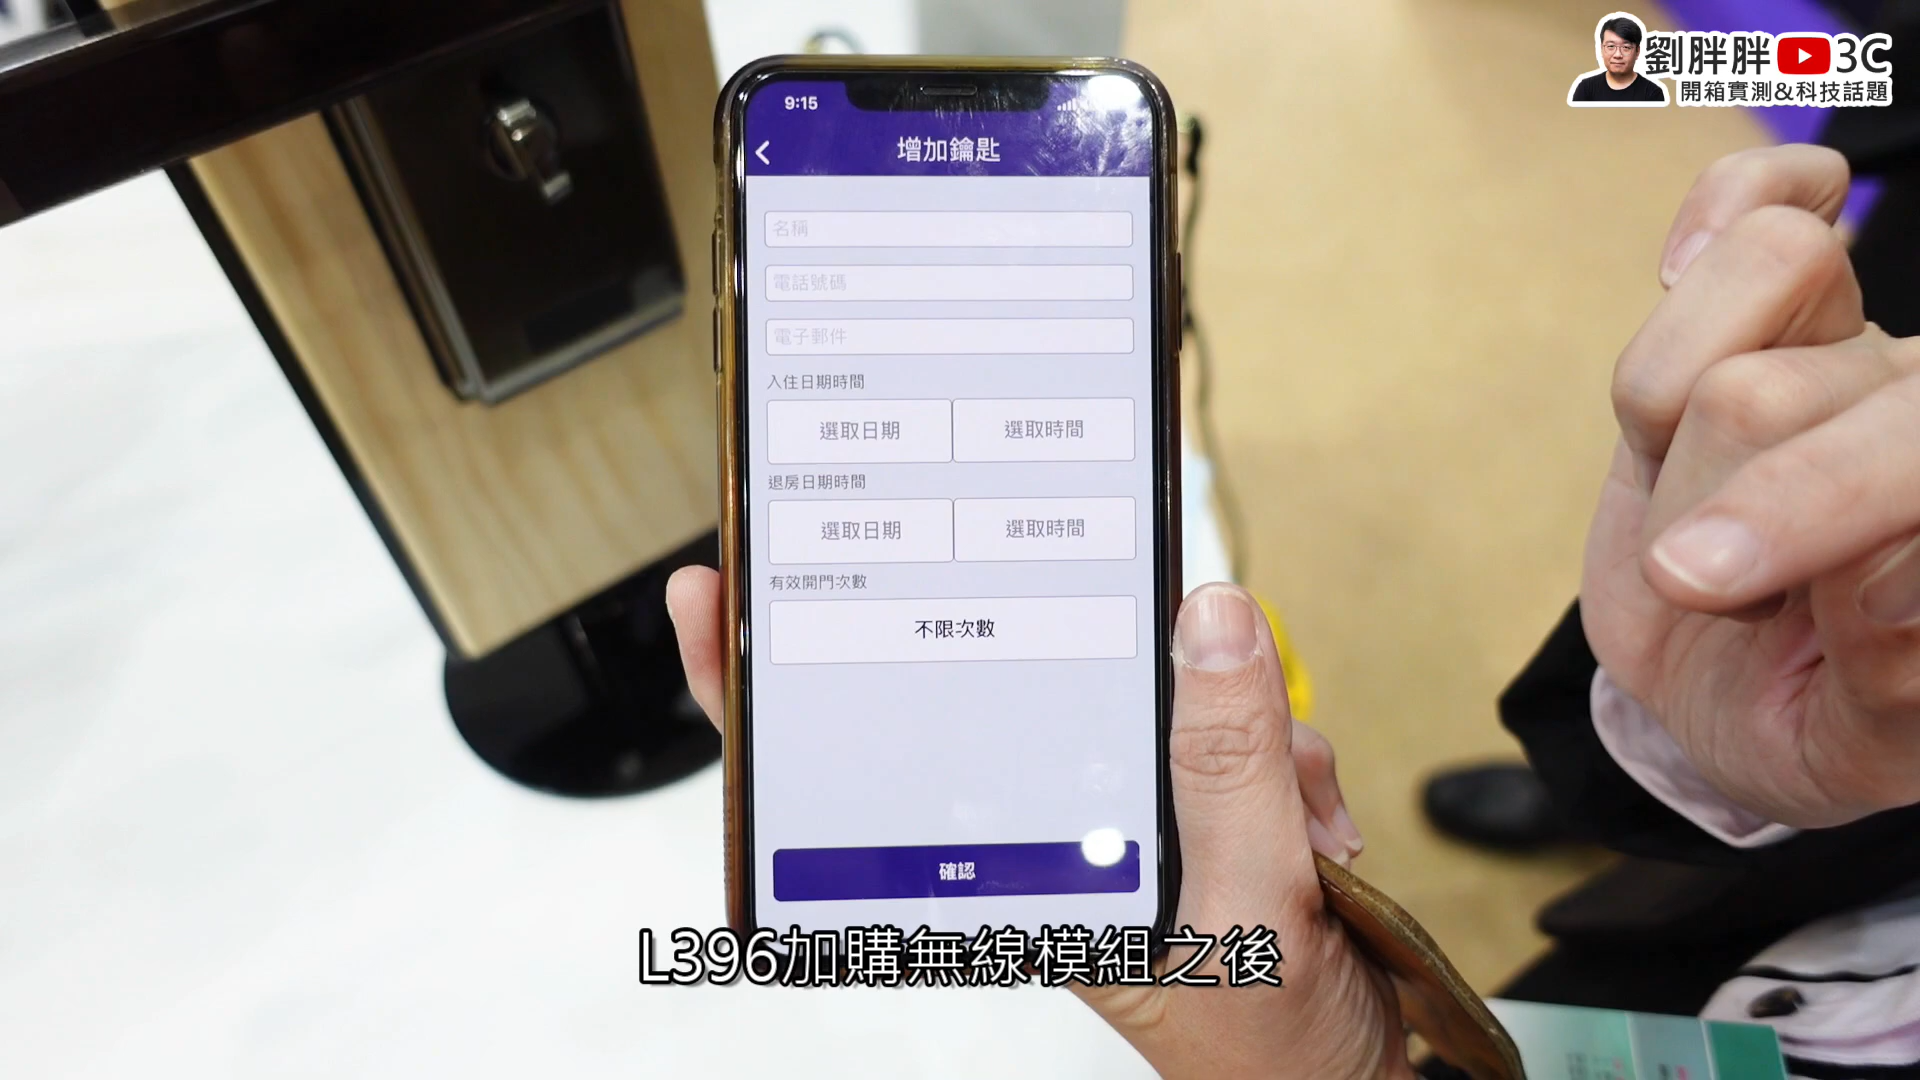 劉胖胖 3C
開箱實測&科技話題
9:15
增加鑰匙
名稱
電話號碼
電子郵件
入住日期時間
選取日期 選取時間
退房日期時間
選取日期 選取時間
有效開門次數
不限次數
確認
L396加購無線模組之後